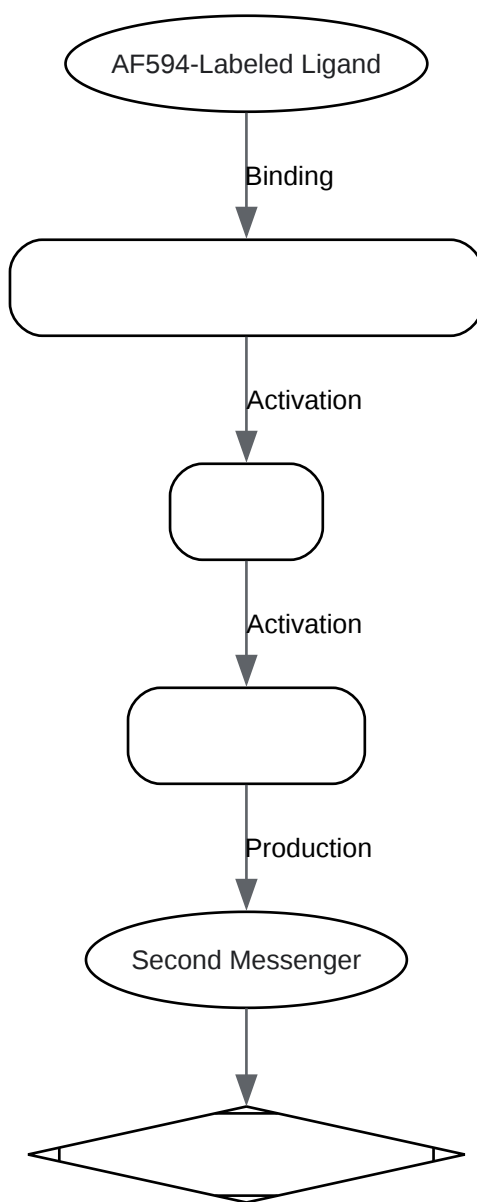 AF594-Labeled Ligand
Binding
Activation
Activation
Production
Second Messenger